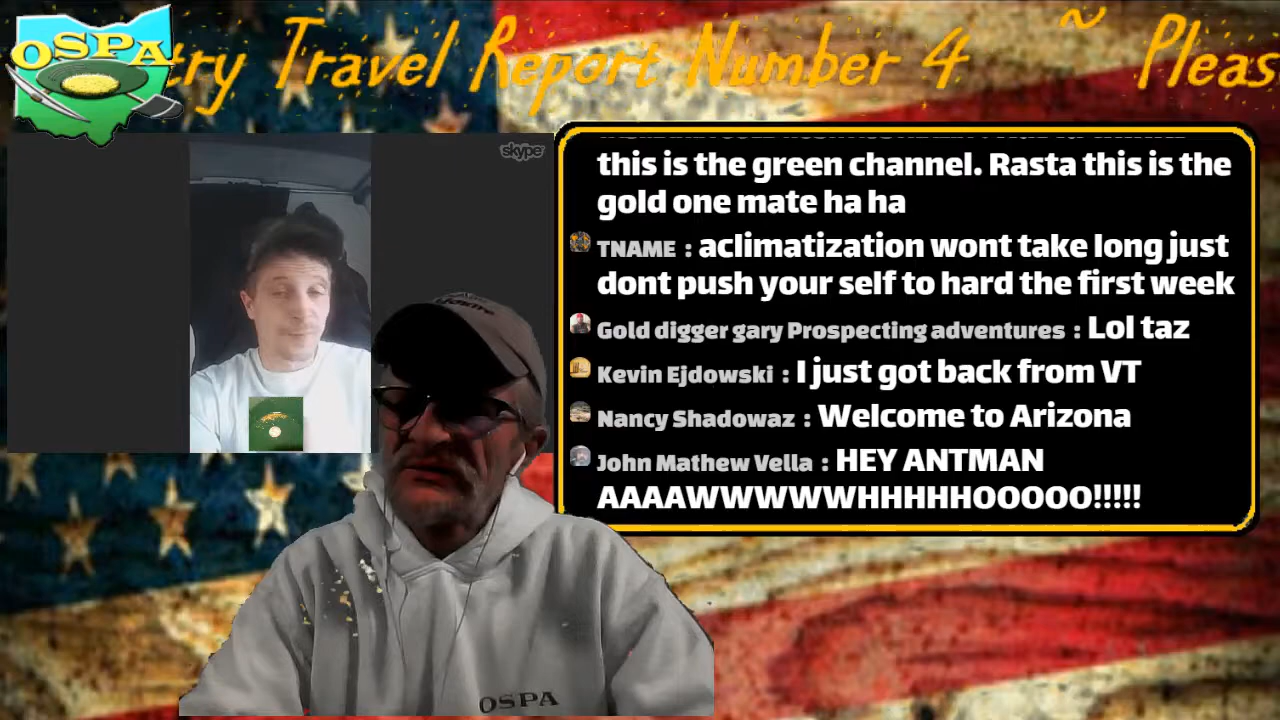 OSPA
try Travel Report Number 4 ~ Pleas
skype
this is the green channel. Rasta this is the
gold one mate ha ha
TNAME : aclimatization wont take long just
dont push your self to hard the first week
Gold digger gary Prospecting adventures : Lol taz
Kevin Ejdowski : I just got back from VT
Nancy Shadowaz : Welcome to Arizona
John Mathew Vella : HEY ANTMAN
AAAAWWWWWHHHHHOOOOO!!!!!
OSPA